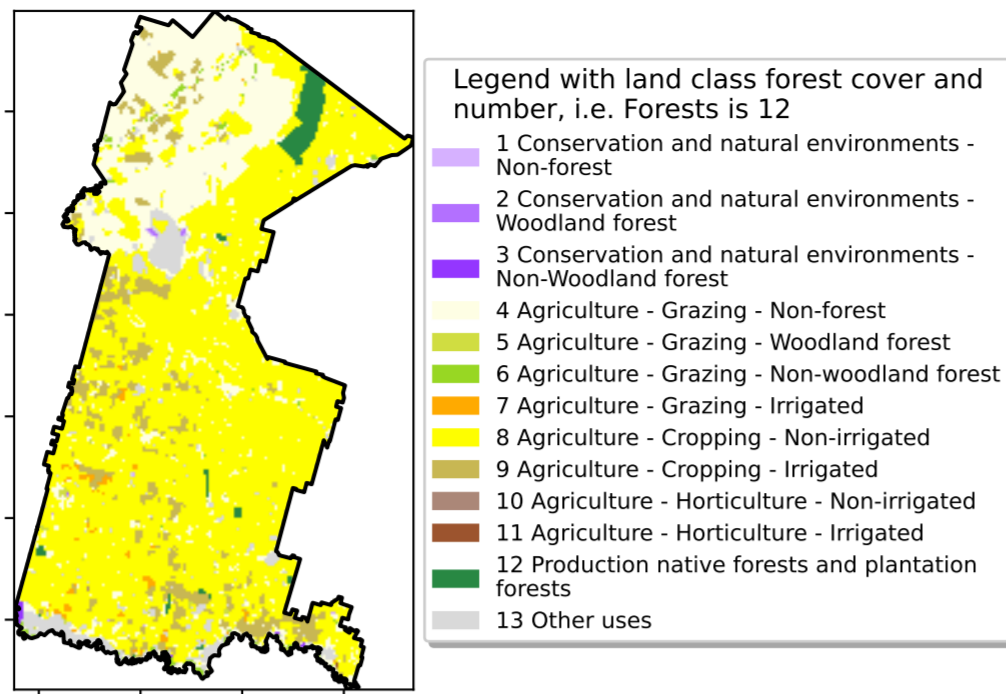 Legend with land class forest cover and
number, i.e. Forests is 12
1 Conservation and natural environments -
Non-forest
2 Conservation and natural environments -
Woodland forest
3 Conservation and natural environments -
Non-Woodland forest
4 Agriculture - Grazing - Non-forest
5 Agriculture - Grazing - Woodland forest
6 Agriculture - Grazing - Non-woodland forest
7 Agriculture - Grazing - Irrigated
8 Agriculture - Cropping - Non-irrigated
9 Agriculture - Cropping - Irrigated
10 Agriculture - Horticulture - Non-irrigated
11 Agriculture - Horticulture - Irrigated
12 Production native forests and plantation
forests
13 Other uses